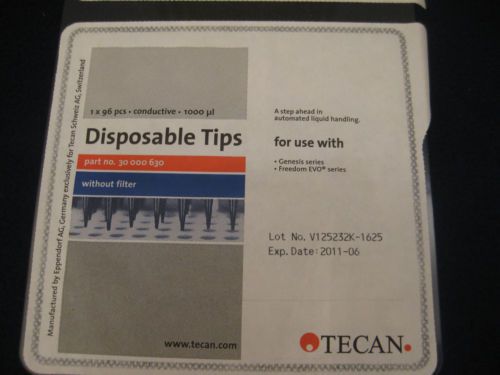 Manufactured by Eppendorf AG, Germany exclusively for Tecan Schweiz AG, Switzerland
1 x 96 pcs • conductive • 1000 µl
Disposable Tips
part no. 30 000 630
without filter
www.tecan.com
A step ahead in
automated liquid handling.
for use with
• Genesis series
• Freedom EVO® series
Lot No. V125232K-1625
Exp. Date: 2011-06
TECAN.